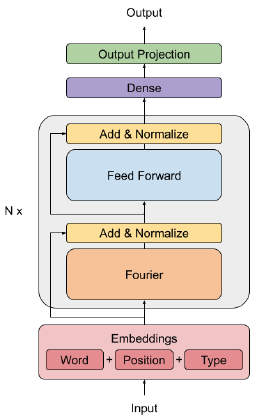 Output
Output Projection
Dense
Add & Normalize
Feed Forward
N x
Add & Normalize
Fourier
Embeddings
Word + Position + Type
Input